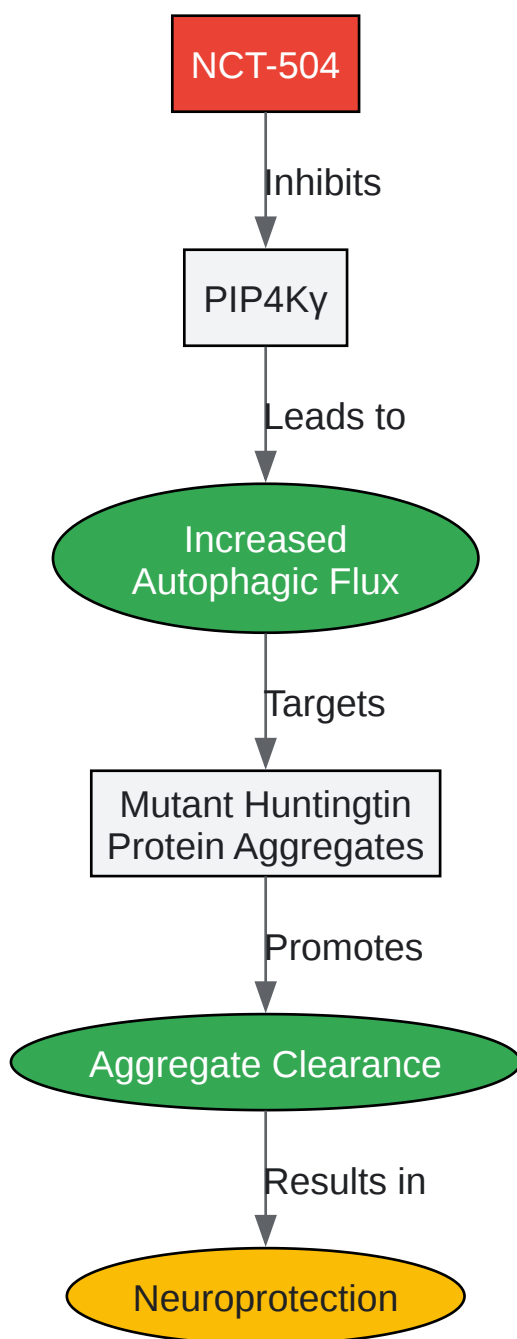 NCT-504
Inhibits
PIP4Kγ
Leads to
Increased
Autophagic Flux
Targets
Mutant Huntingtin
Protein Aggregates
Promotes
Aggregate Clearance
Results in
Neuroprotection